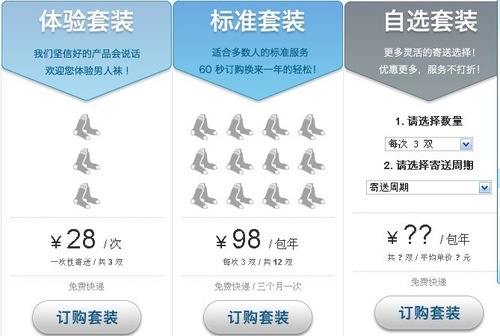 体验套装
我们坚信好的产品会说话
欢迎您体验男人袜！
¥28 / 次
一次性寄送 / 共 3 双
免费快递
订购套装
标准套装
适合多数人的标准服务
60 秒订购换来一年的轻松！
¥98 / 包年
每次 3 双 / 共 12 双
免费快递 / 三个月一次
订购套装
自选套装
更多灵活的寄送选择！
优惠更多，服务不打折！
1. 请选择数量
每次 3 双
2. 请选择寄送周期
寄送周期
¥?? / 包年
共 ? 双 / 平均单价 ? 元
免费快递
订购套装